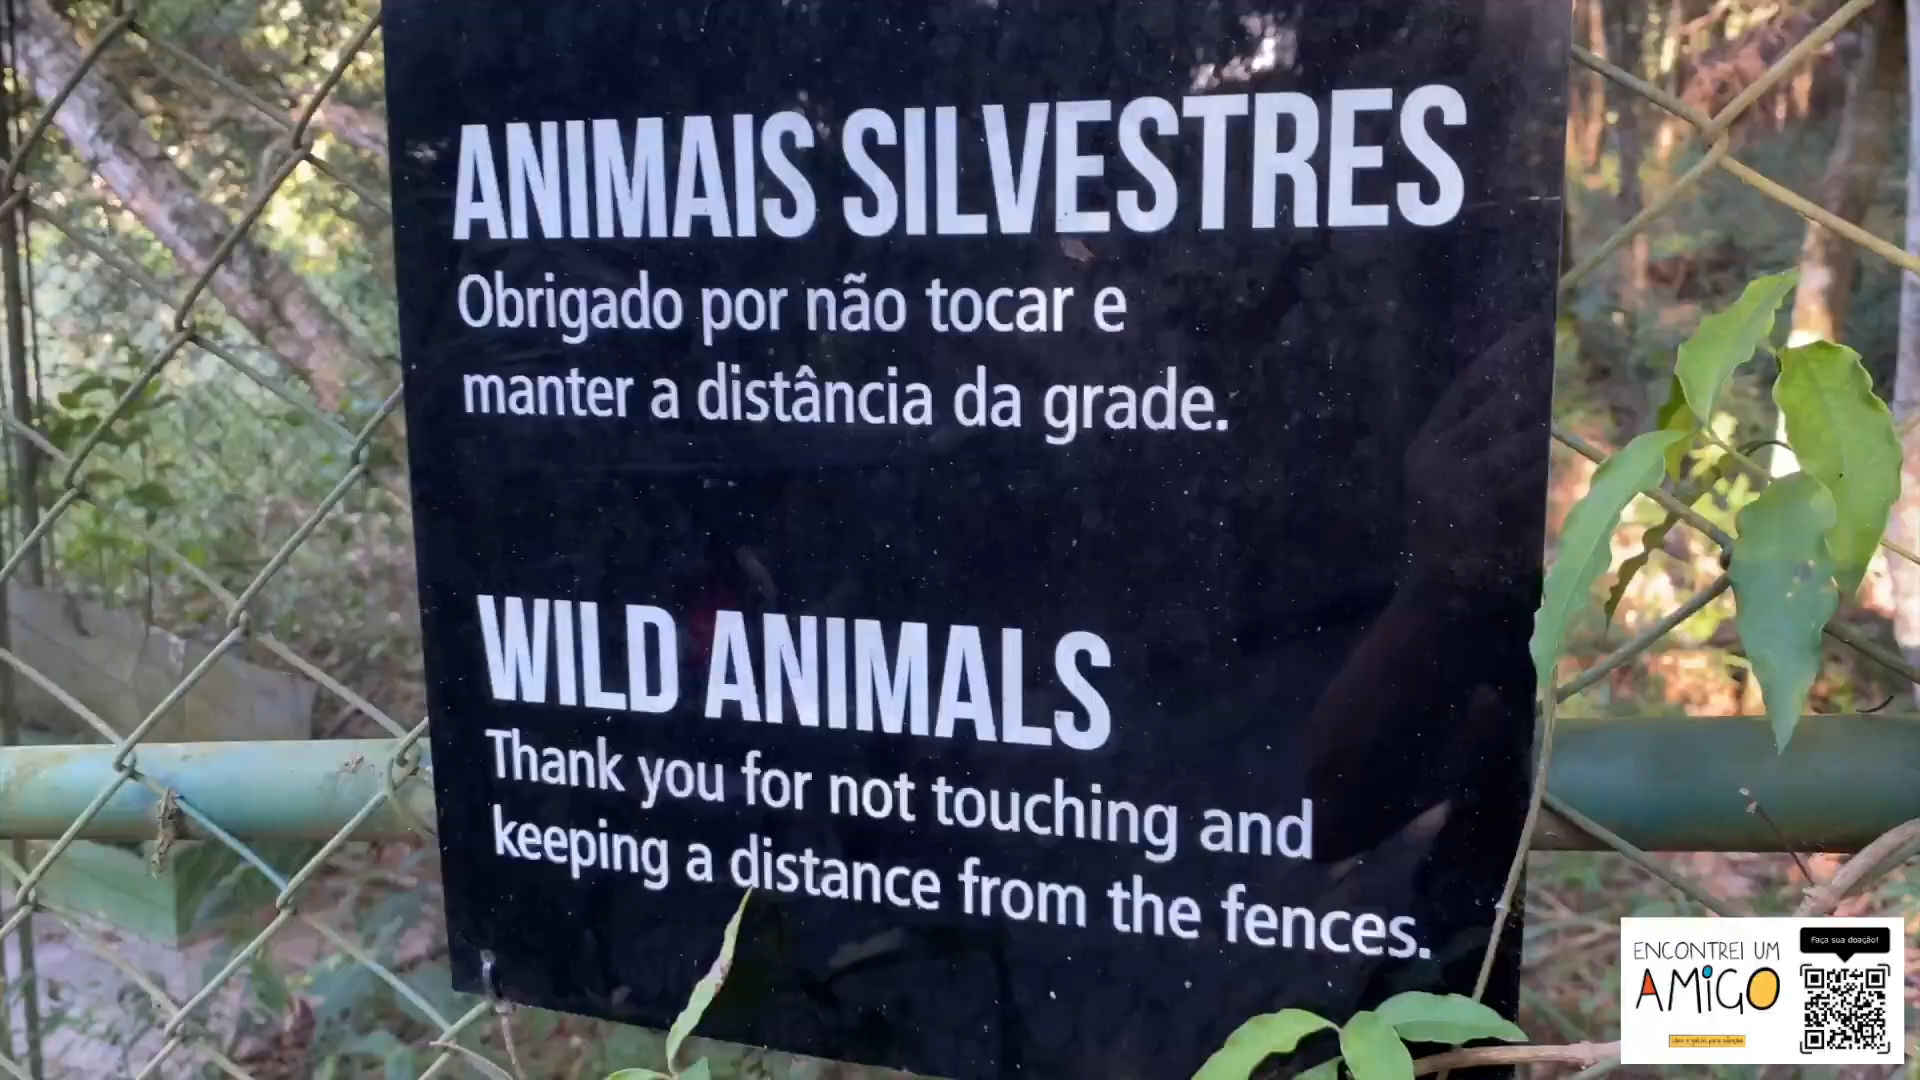 ANIMAIS SILVESTRES
Obrigado por não tocar e
manter a distância da grade.
WILD ANIMALS
Thank you for not touching and
keeping a distance from the fences.
ENCONTREI UM
AMIGO
Faça sua doação!